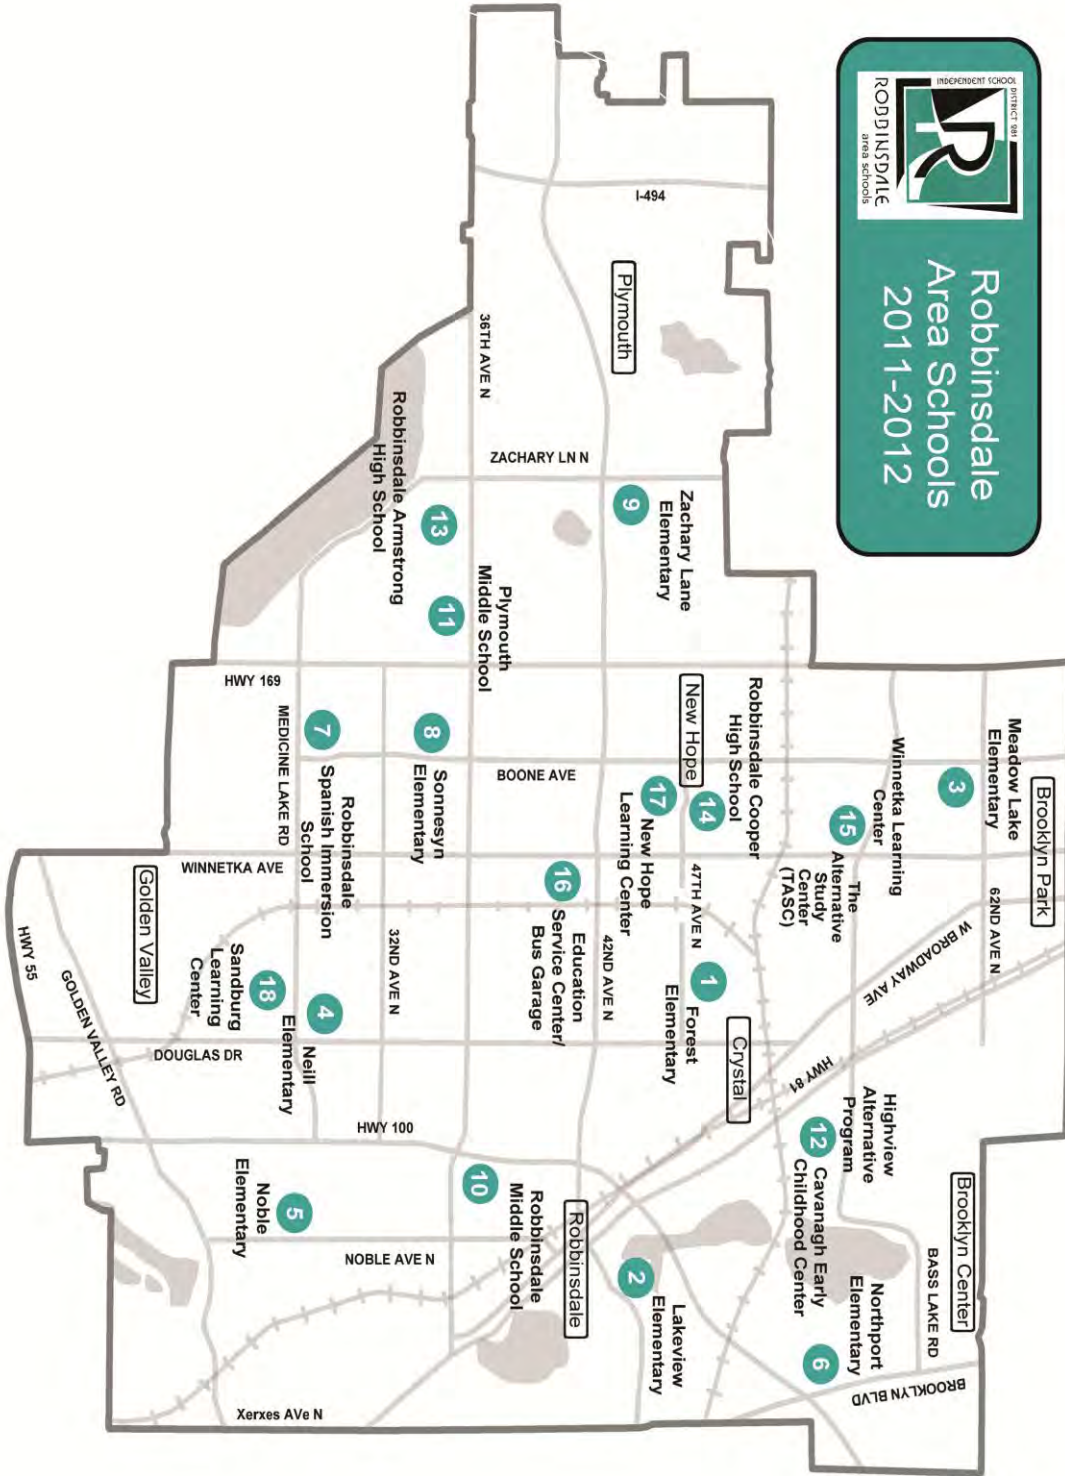 INDEPENDENT SCHOOL
DISTRICT 281
R
ROBBINSDALE
area schools
Robbinsdale
Area Schools
2011-2012
Brooklyn Park
Brooklyn Center
Meadow Lake
Elementary
3
62ND AVE N
BASS LAKE RD
BROOKLYN BLVD
Winnetka Learning
Center
15
The
Alternative
Study
Center
(TASC)
W BROADWAY AVE
HWY 81
Highview
Alternative
Program
12
Cavanagh Early
Childhood Center
Northport
Elementary
6
I-494
Plymouth
Zachary Lane
Elementary
9
ZACHARY LN N
Robbinsdale Cooper
High School
14
New Hope
17
New Hope
Learning Center
47TH AVE N
Crystal
1
Forest
Elementary
2
Lakeview
Elementary
42ND AVE N
16
Education
Service Center/
Bus Garage
BOONE AVE
Robbinsdale
36TH AVE N
Plymouth
Middle School
11
Robbinsdale Armstrong
High School
13
Robbinsdale
Middle School
10
HWY 100
8
Sonnesyn
Elementary
32ND AVE N
NOBLE AVE N
7
Robbinsdale
Spanish Immersion
School
HWY 169
MEDICINE LAKE RD
4
Neill
Elementary
18
Sandburg
Learning
Center
5
Noble
Elementary
WINNETKA AVE
DOUGLAS DR
Xerxes AVe N
Golden Valley
GOLDEN VALLEY RD
HWY 55